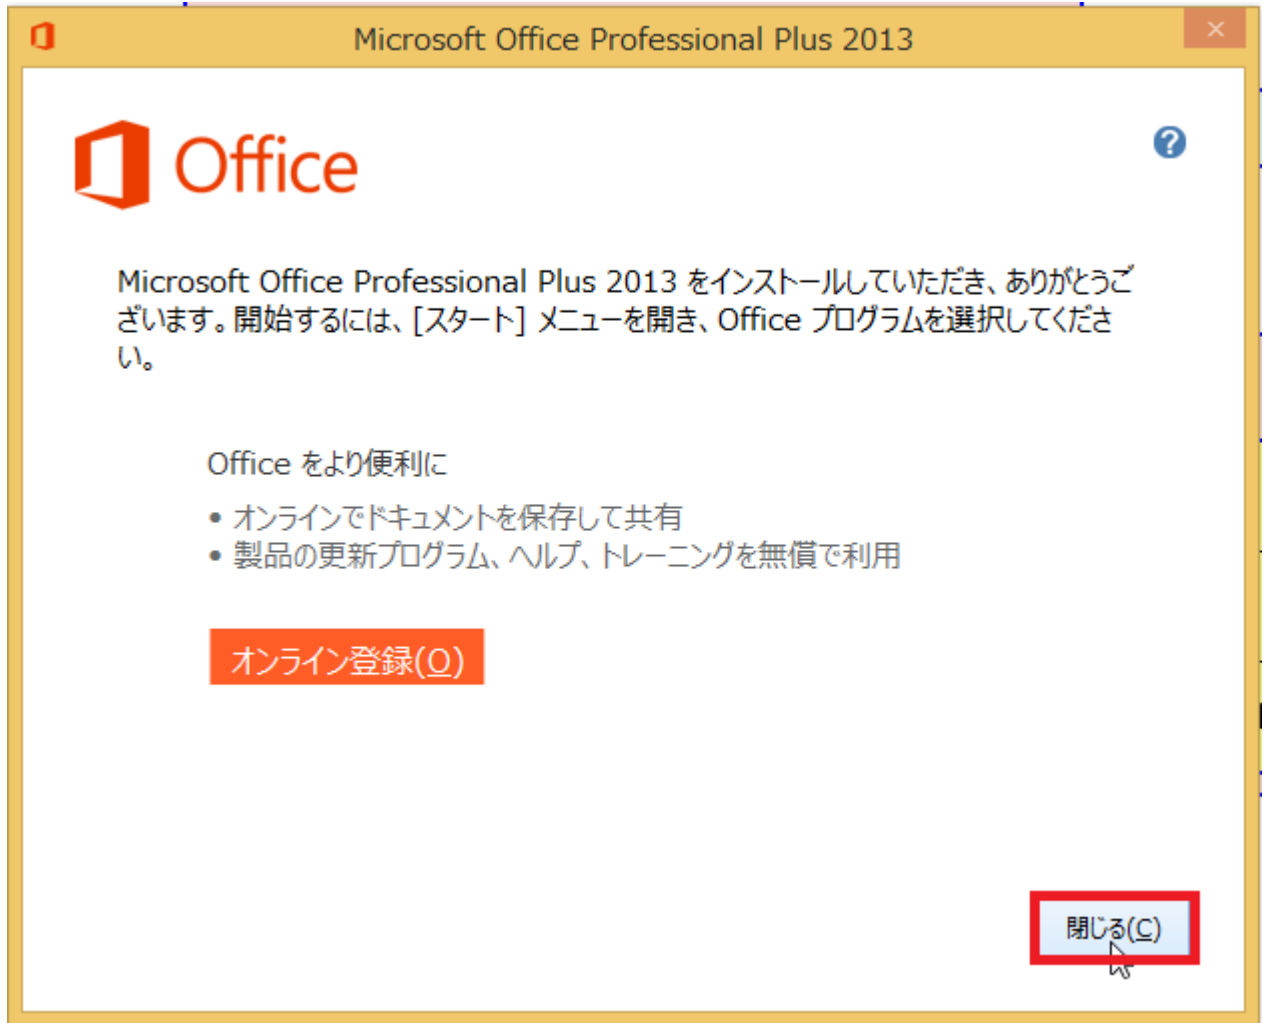 Microsoft Office Professional Plus 2013
Office
Microsoft Office Professional Plus 2013 をインストールしていただき、ありがとうご
ざいます。開始するには、[スタート] メニューを開き、Office プログラムを選択してくださ
い。
Office をより便利に
• オンラインでドキュメントを保存して共有
• 製品の更新プログラム、ヘルプ、トレーニングを無償で利用
オンライン登録(O)
閉じる(C)